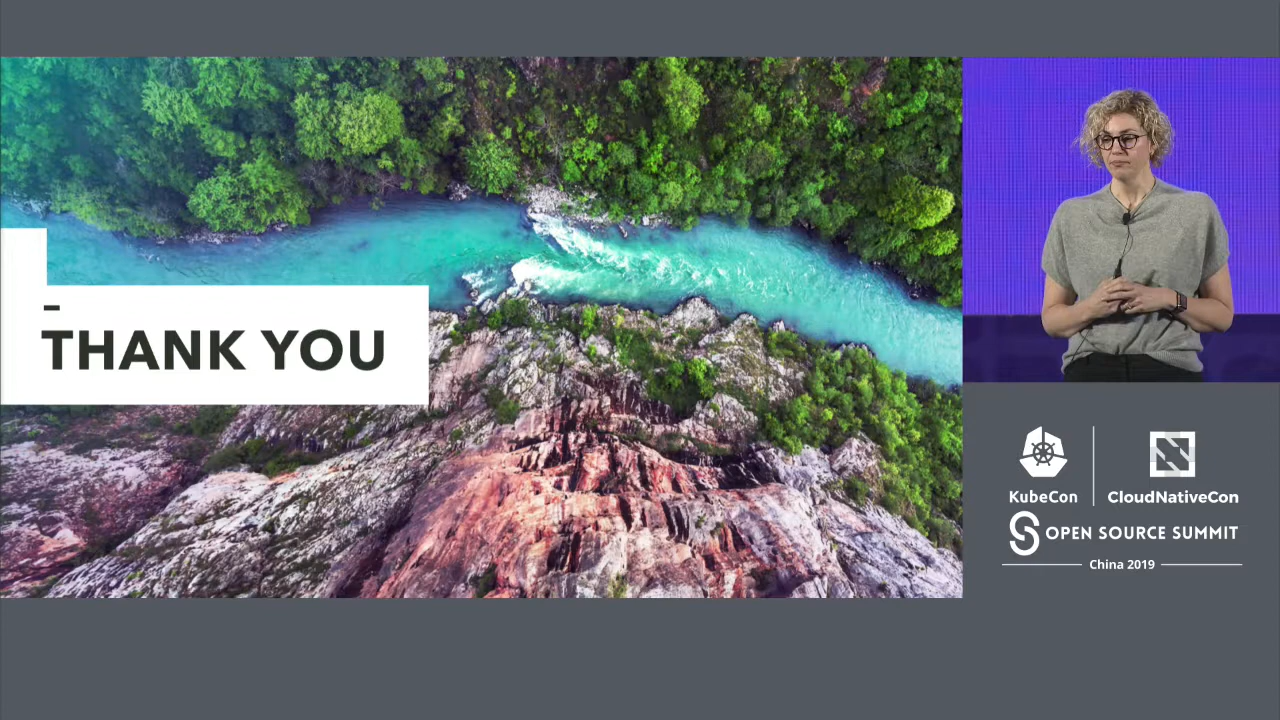 THANK YOU
KubeCon
CloudNativeCon
OPEN SOURCE SUMMIT
China 2019